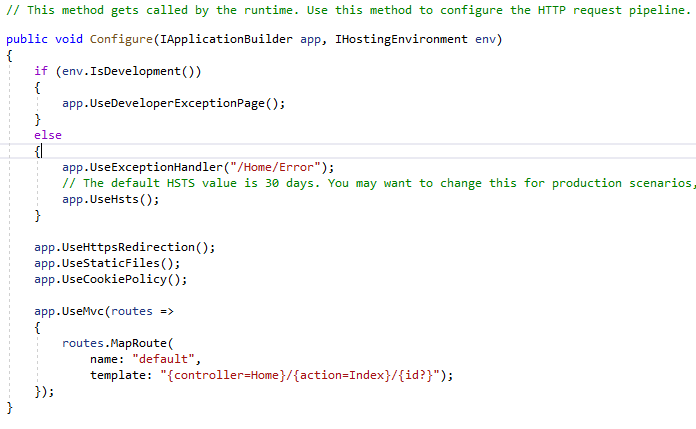 // This method gets called by the runtime. Use this method to configure the HTTP request pipeline.
public void Configure(IApplicationBuilder app, IHostingEnvironment env)
{
    if (env.IsDevelopment())
    {
        app.UseDeveloperExceptionPage();
    }
    else
    {
        app.UseExceptionHandler("/Home/Error");
        // The default HSTS value is 30 days. You may want to change this for production scenarios,
        app.UseHsts();
    }

    app.UseHttpsRedirection();
    app.UseStaticFiles();
    app.UseCookiePolicy();

    app.UseMvc(routes =>
    {
        routes.MapRoute(
            name: "default",
            template: "{controller=Home}/{action=Index}/{id?}");
    });
}